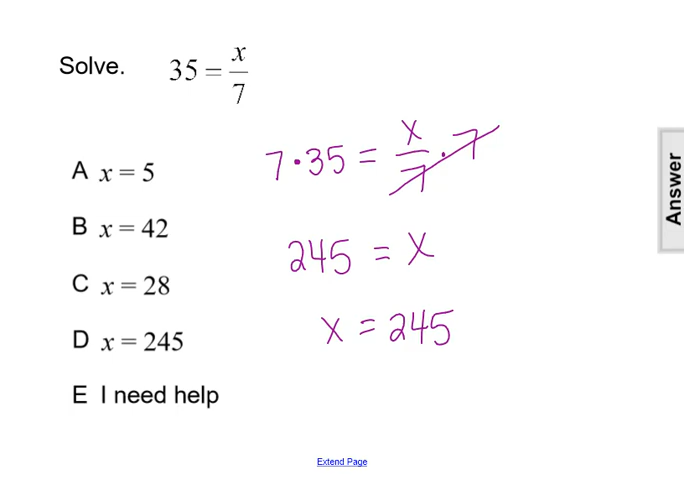 Solve. 35 = x/7
7 · 35 = x/7 · 7
A x = 5
B x = 42
245 = x
C x = 28
D x = 245
x = 245
E I need help
Answer
Extend Page